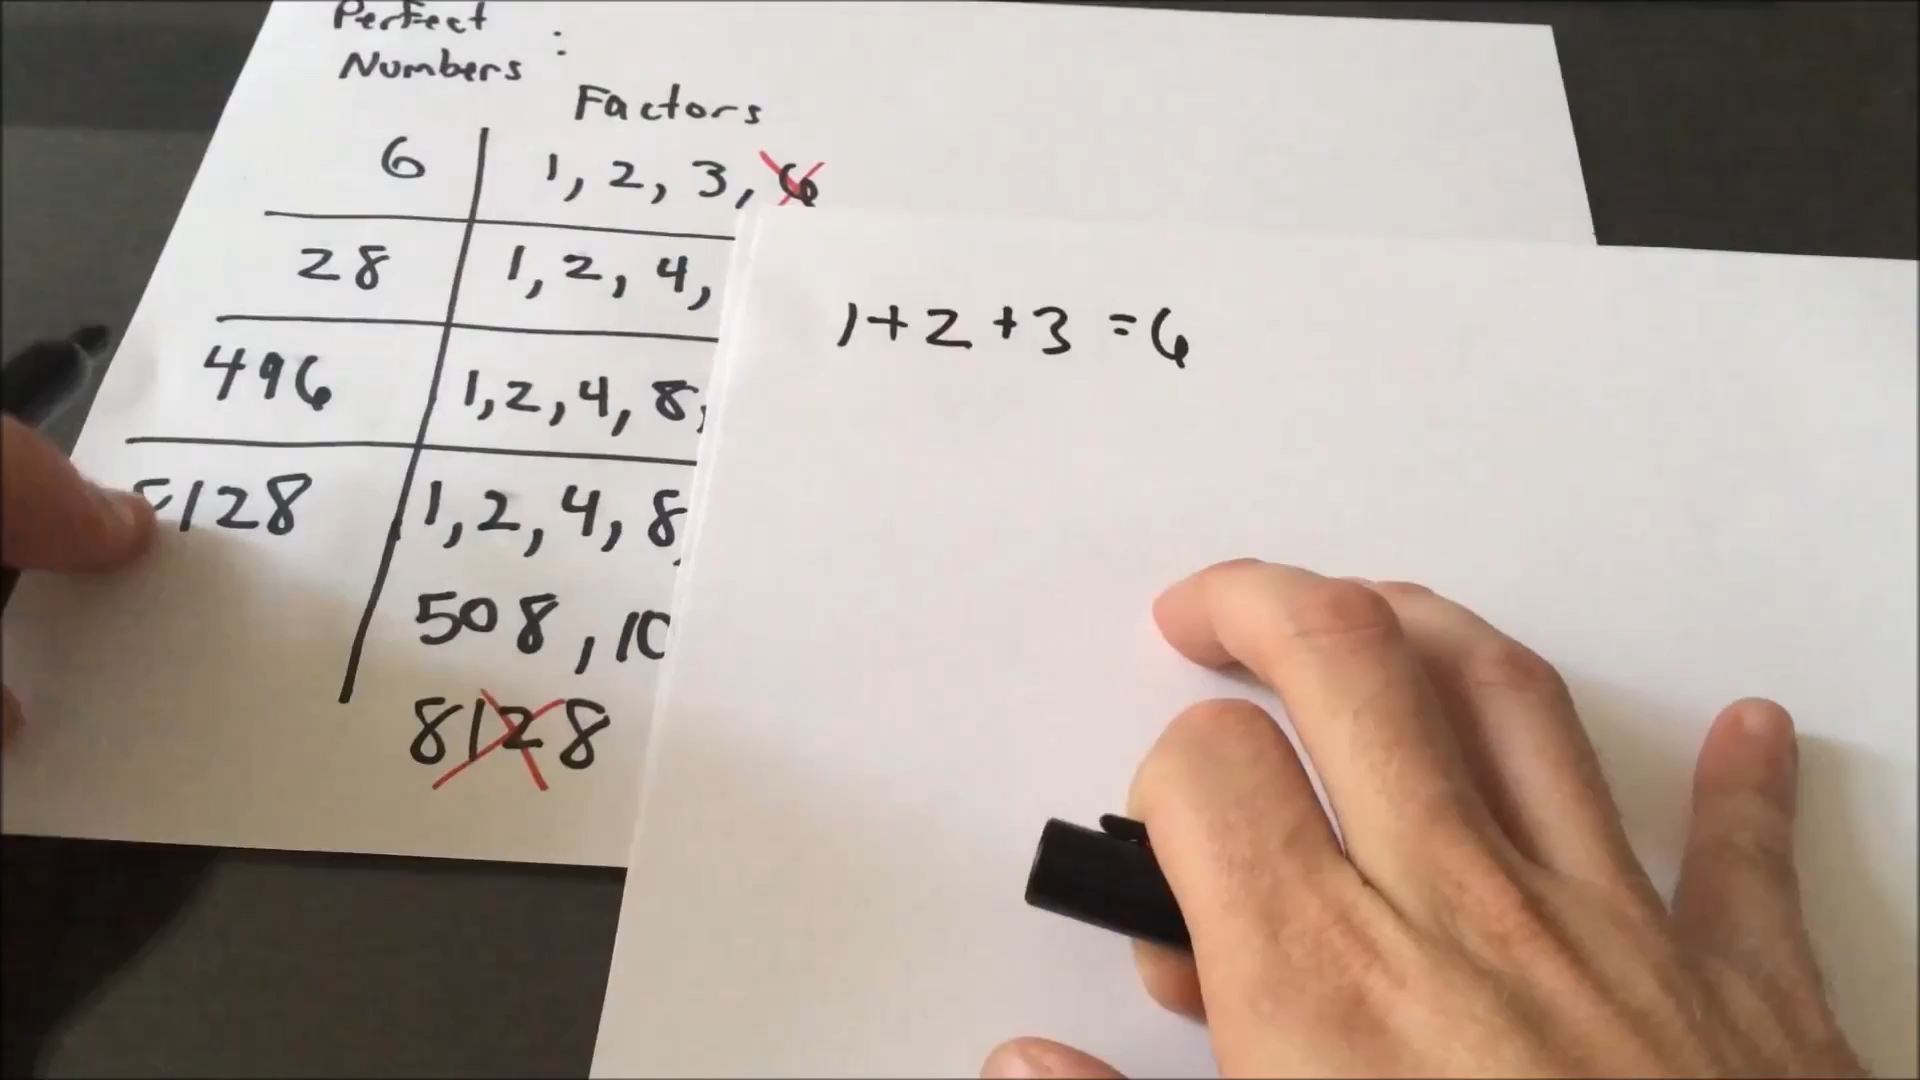 Perfect
Numbers :
Factors
6 1, 2, 3, 6
28 1, 2, 4,
496 1, 2, 4, 8,
8128 1, 2, 4, 8,
508, 10
8128
1+2+3=6